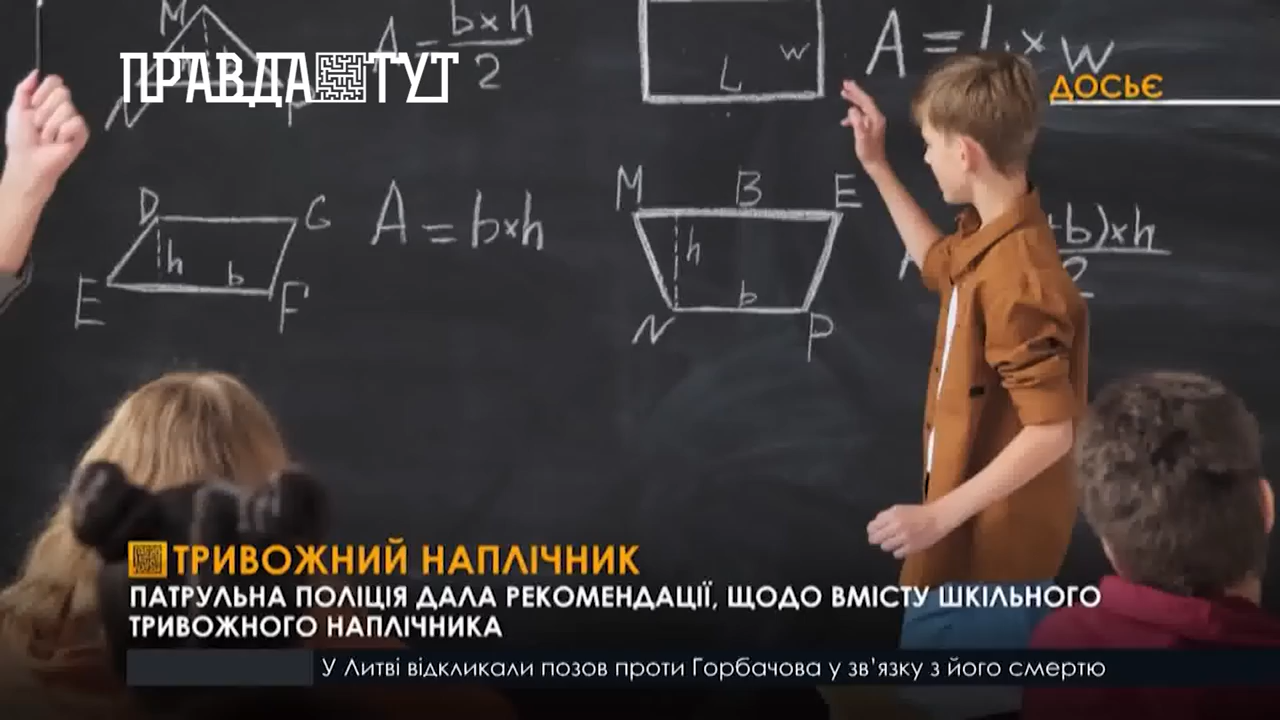 M
h
N
P
A = b×h
2
w
L
A = L × w
ПРАВДА ТУТ
ДОСЬЄ
D
G
h
b
E
F
A = b×h
M
B
E
h
b
N
P
+b)×h
2
ТРИВОЖНИЙ НАПЛІЧНИК
ПАТРУЛЬНА ПОЛІЦІЯ ДАЛА РЕКОМЕНДАЦІЇ, ЩОДО ВМІСТУ ШКІЛЬНОГО
ТРИВОЖНОГО НАПЛІЧНИКА
У Литві відкликали позов проти Горбачова у зв’язку з його смертю